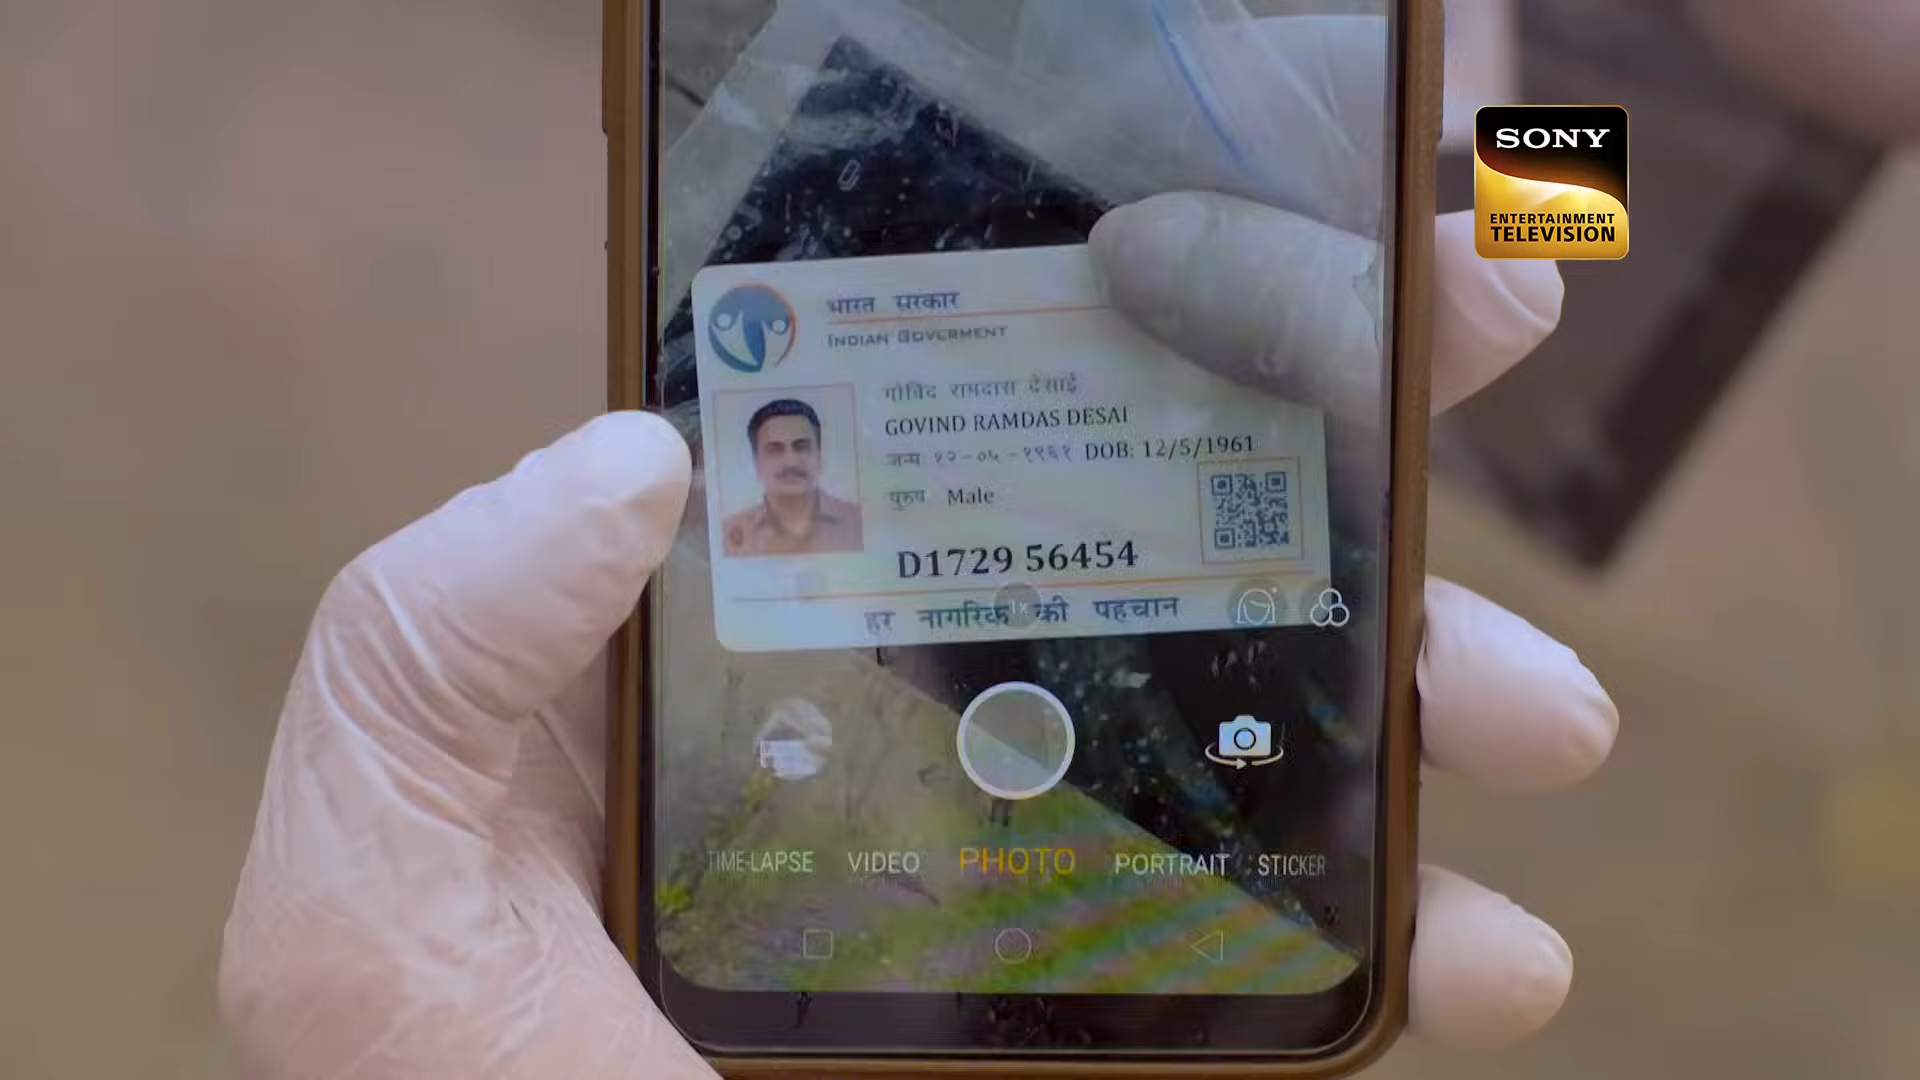 SONY
ENTERTAINMENT
TELEVISION
भारत सरकार
INDIAN GOVERMENT
गोविंद रामदास देसाई
GOVIND RAMDAS DESAI
जन्म: १२-०५-१९६१ DOB: 12/5/1961
पुरुष Male
D1729 56454
हर नागरिक की पहचान
1x
TIME-LAPSE VIDEO PHOTO PORTRAIT STICKER